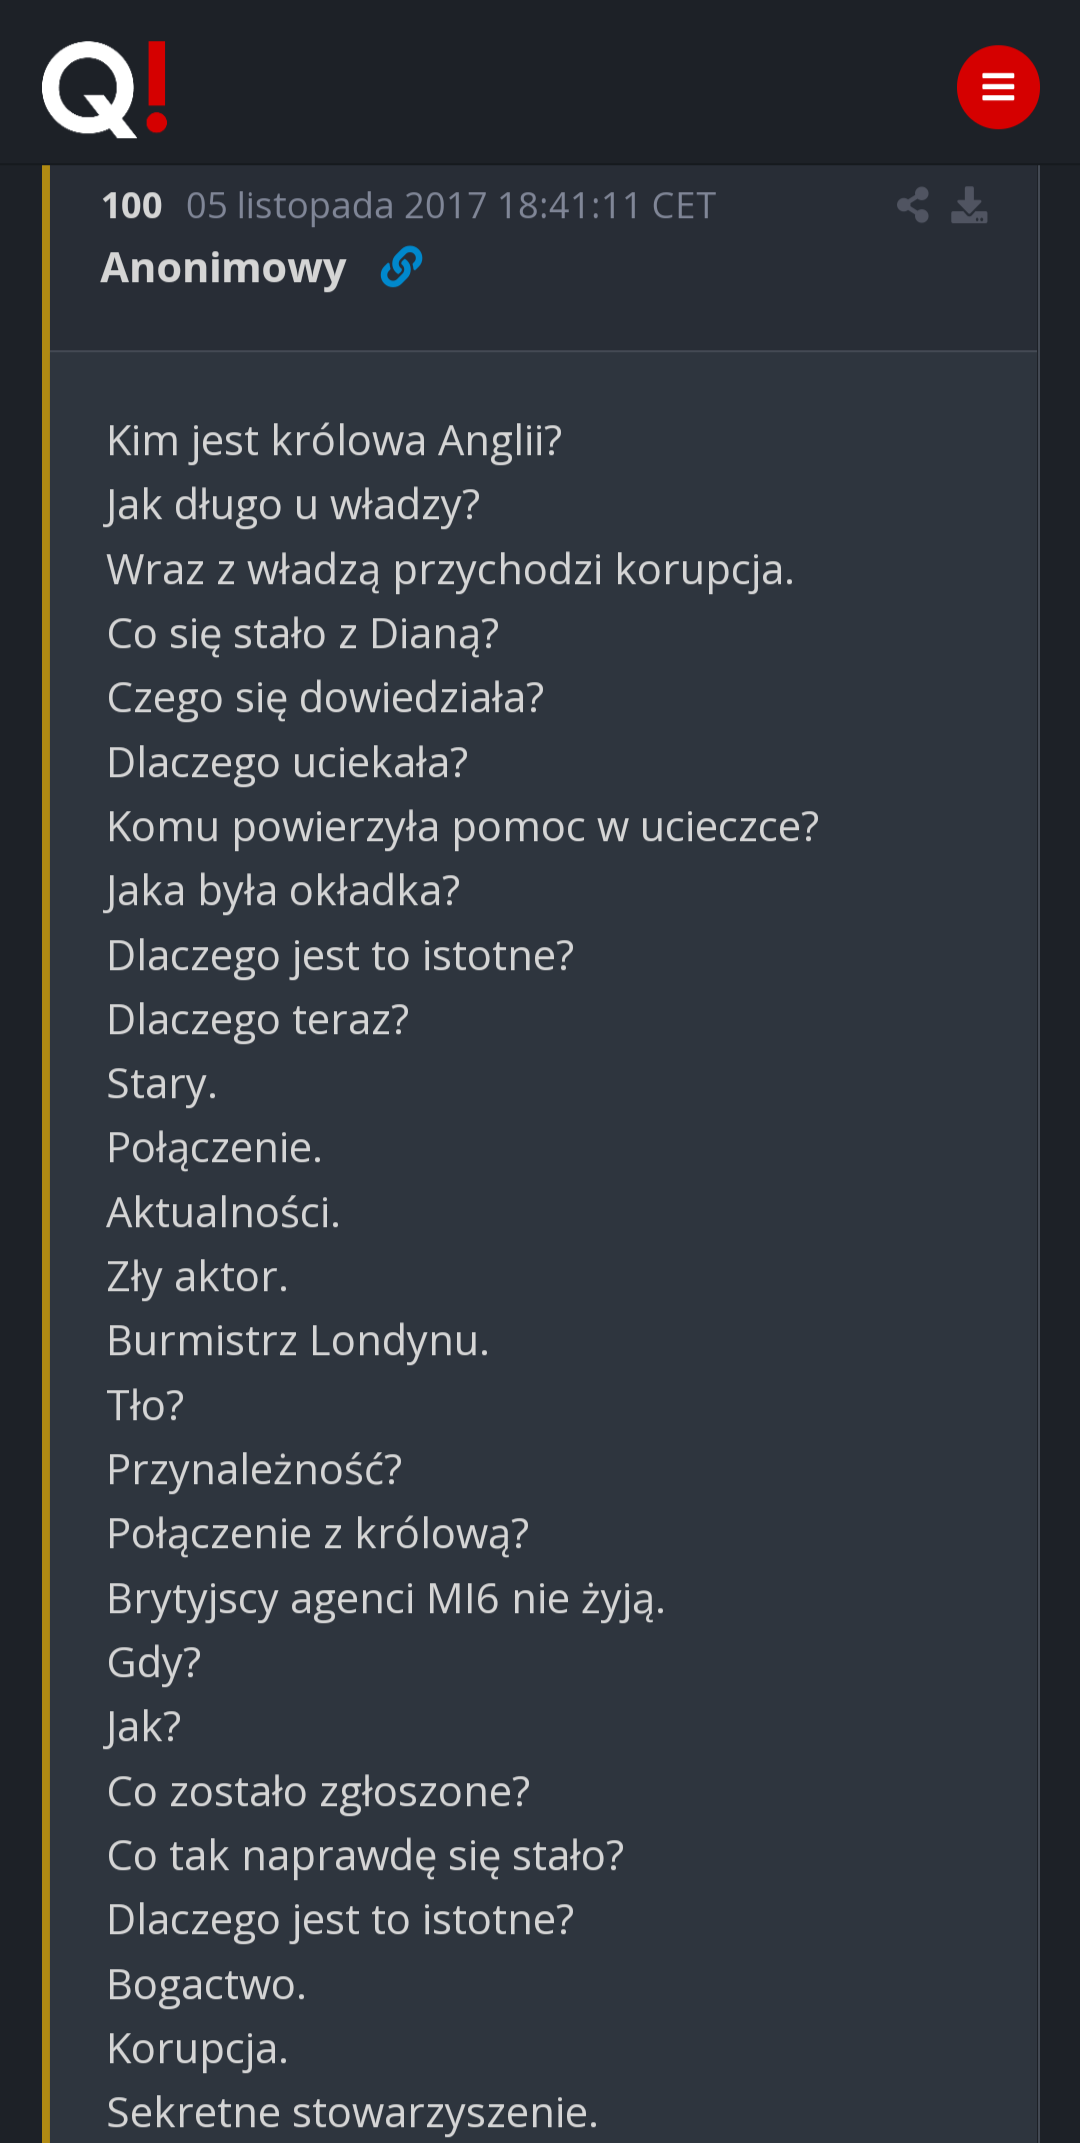 Q!
100 05 listopada 2017 18:41:11 CET
Anonimowy
Kim jest królowa Anglii?
Jak długo u władzy?
Wraz z władzą przychodzi korupcja.
Co się stało z Dianą?
Czego się dowiedziała?
Dlaczego uciekała?
Komu powierzyła pomoc w ucieczce?
Jaka była okładka?
Dlaczego jest to istotne?
Dlaczego teraz?
Stary.
Połączenie.
Aktualności.
Zły aktor.
Burmistrz Londynu.
Tło?
Przynależność?
Połączenie z królową?
Brytyjscy agenci MI6 nie żyją.
Gdy?
Jak?
Co zostało zgłoszone?
Co tak naprawdę się stało?
Dlaczego jest to istotne?
Bogactwo.
Korupcja.
Sekretne stowarzyszenie.